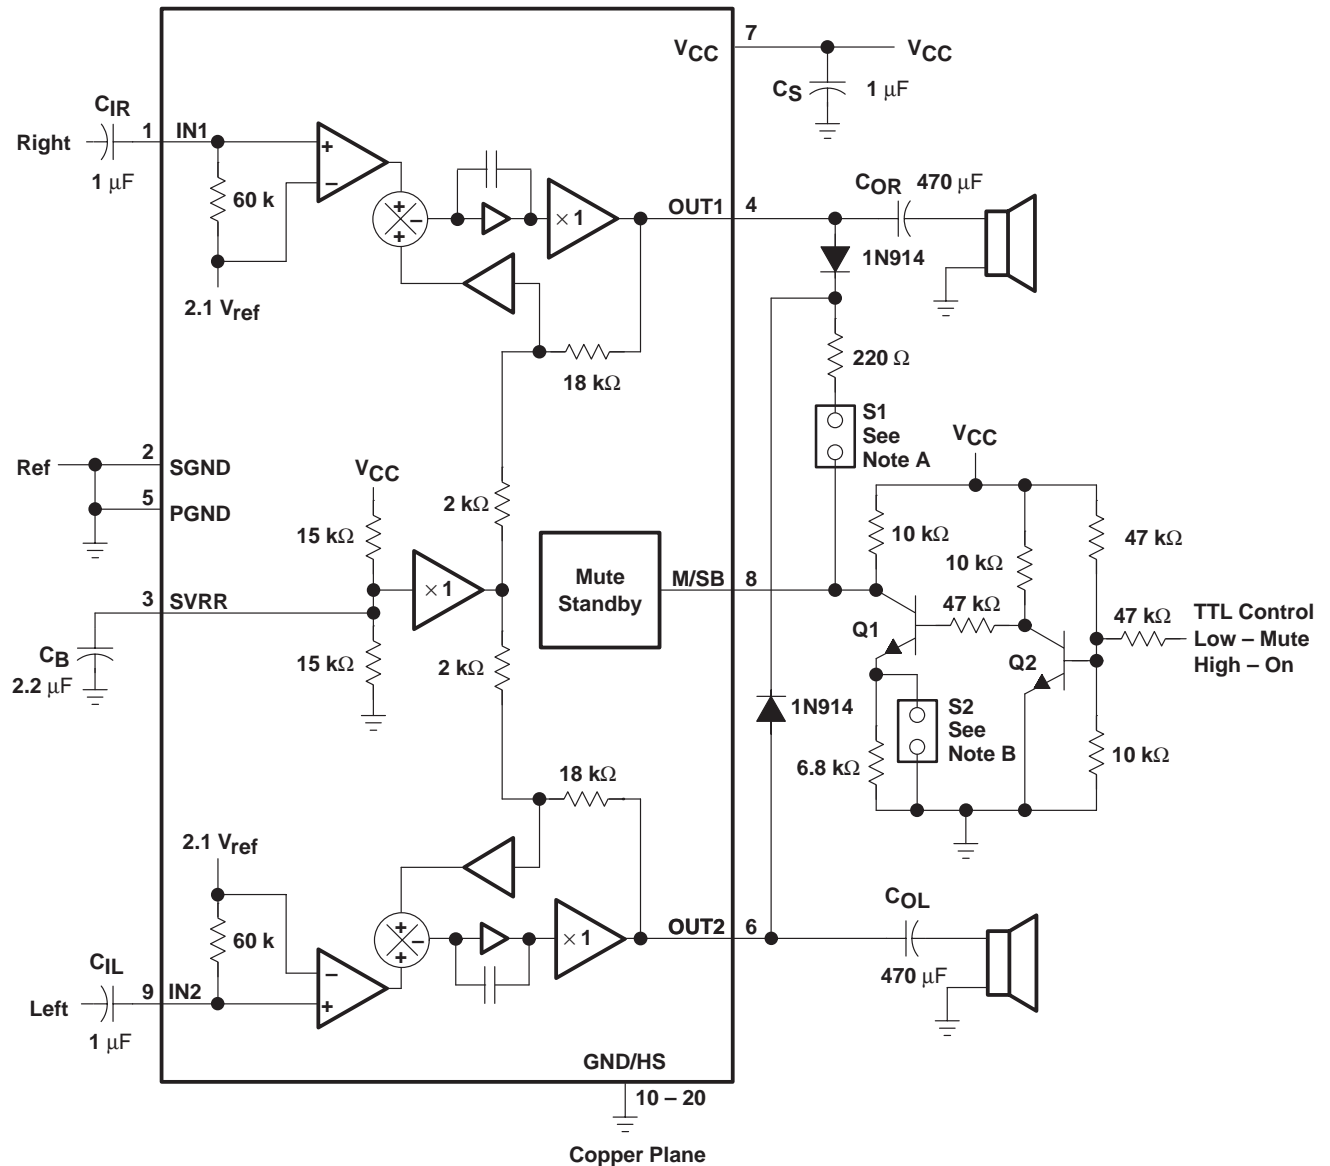 7
VCC
VCC
CS
1 μF
CIR
Right
1
IN1
1 μF
60 k
+
−
+
−
+
× 1
OUT1
4
COR
470 μF
1N914
2.1 Vref
220 Ω
18 kΩ
S1
See
Note A
VCC
Ref
2
SGND
5
PGND
VCC
15 kΩ
2 kΩ
10 kΩ
10 kΩ
47 kΩ
× 1
Mute
Standby
M/SB
8
3
SVRR
47 kΩ
47 kΩ
TTL Control
Low – Mute
High – On
Q1
Q2
CB
2.2 μF
15 kΩ
2 kΩ
1N914
S2
See
Note B
6.8 kΩ
10 kΩ
18 kΩ
2.1 Vref
60 k
+
−
+
× 1
OUT2
6
COL
470 μF
CIL
Left
9
IN2
1 μF
−
+
GND/HS
10 – 20
Copper Plane